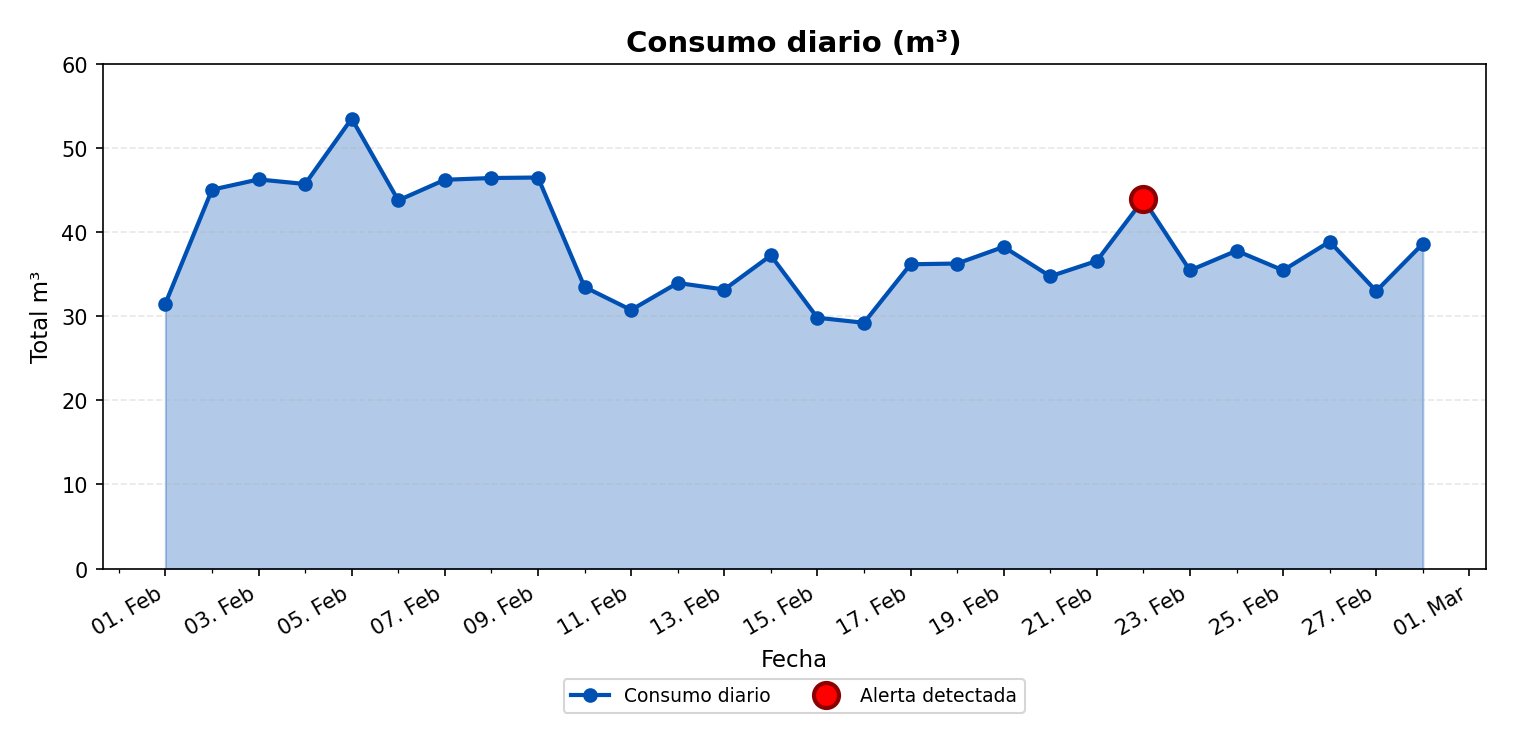 Consumo diario (m³)
Total m³
60
50
40
30
20
10
0
01. Feb
03. Feb
05. Feb
07. Feb
09. Feb
11. Feb
13. Feb
15. Feb
17. Feb
19. Feb
21. Feb
23. Feb
25. Feb
27. Feb
01. Mar
Fecha
Consumo diario
Alerta detectada